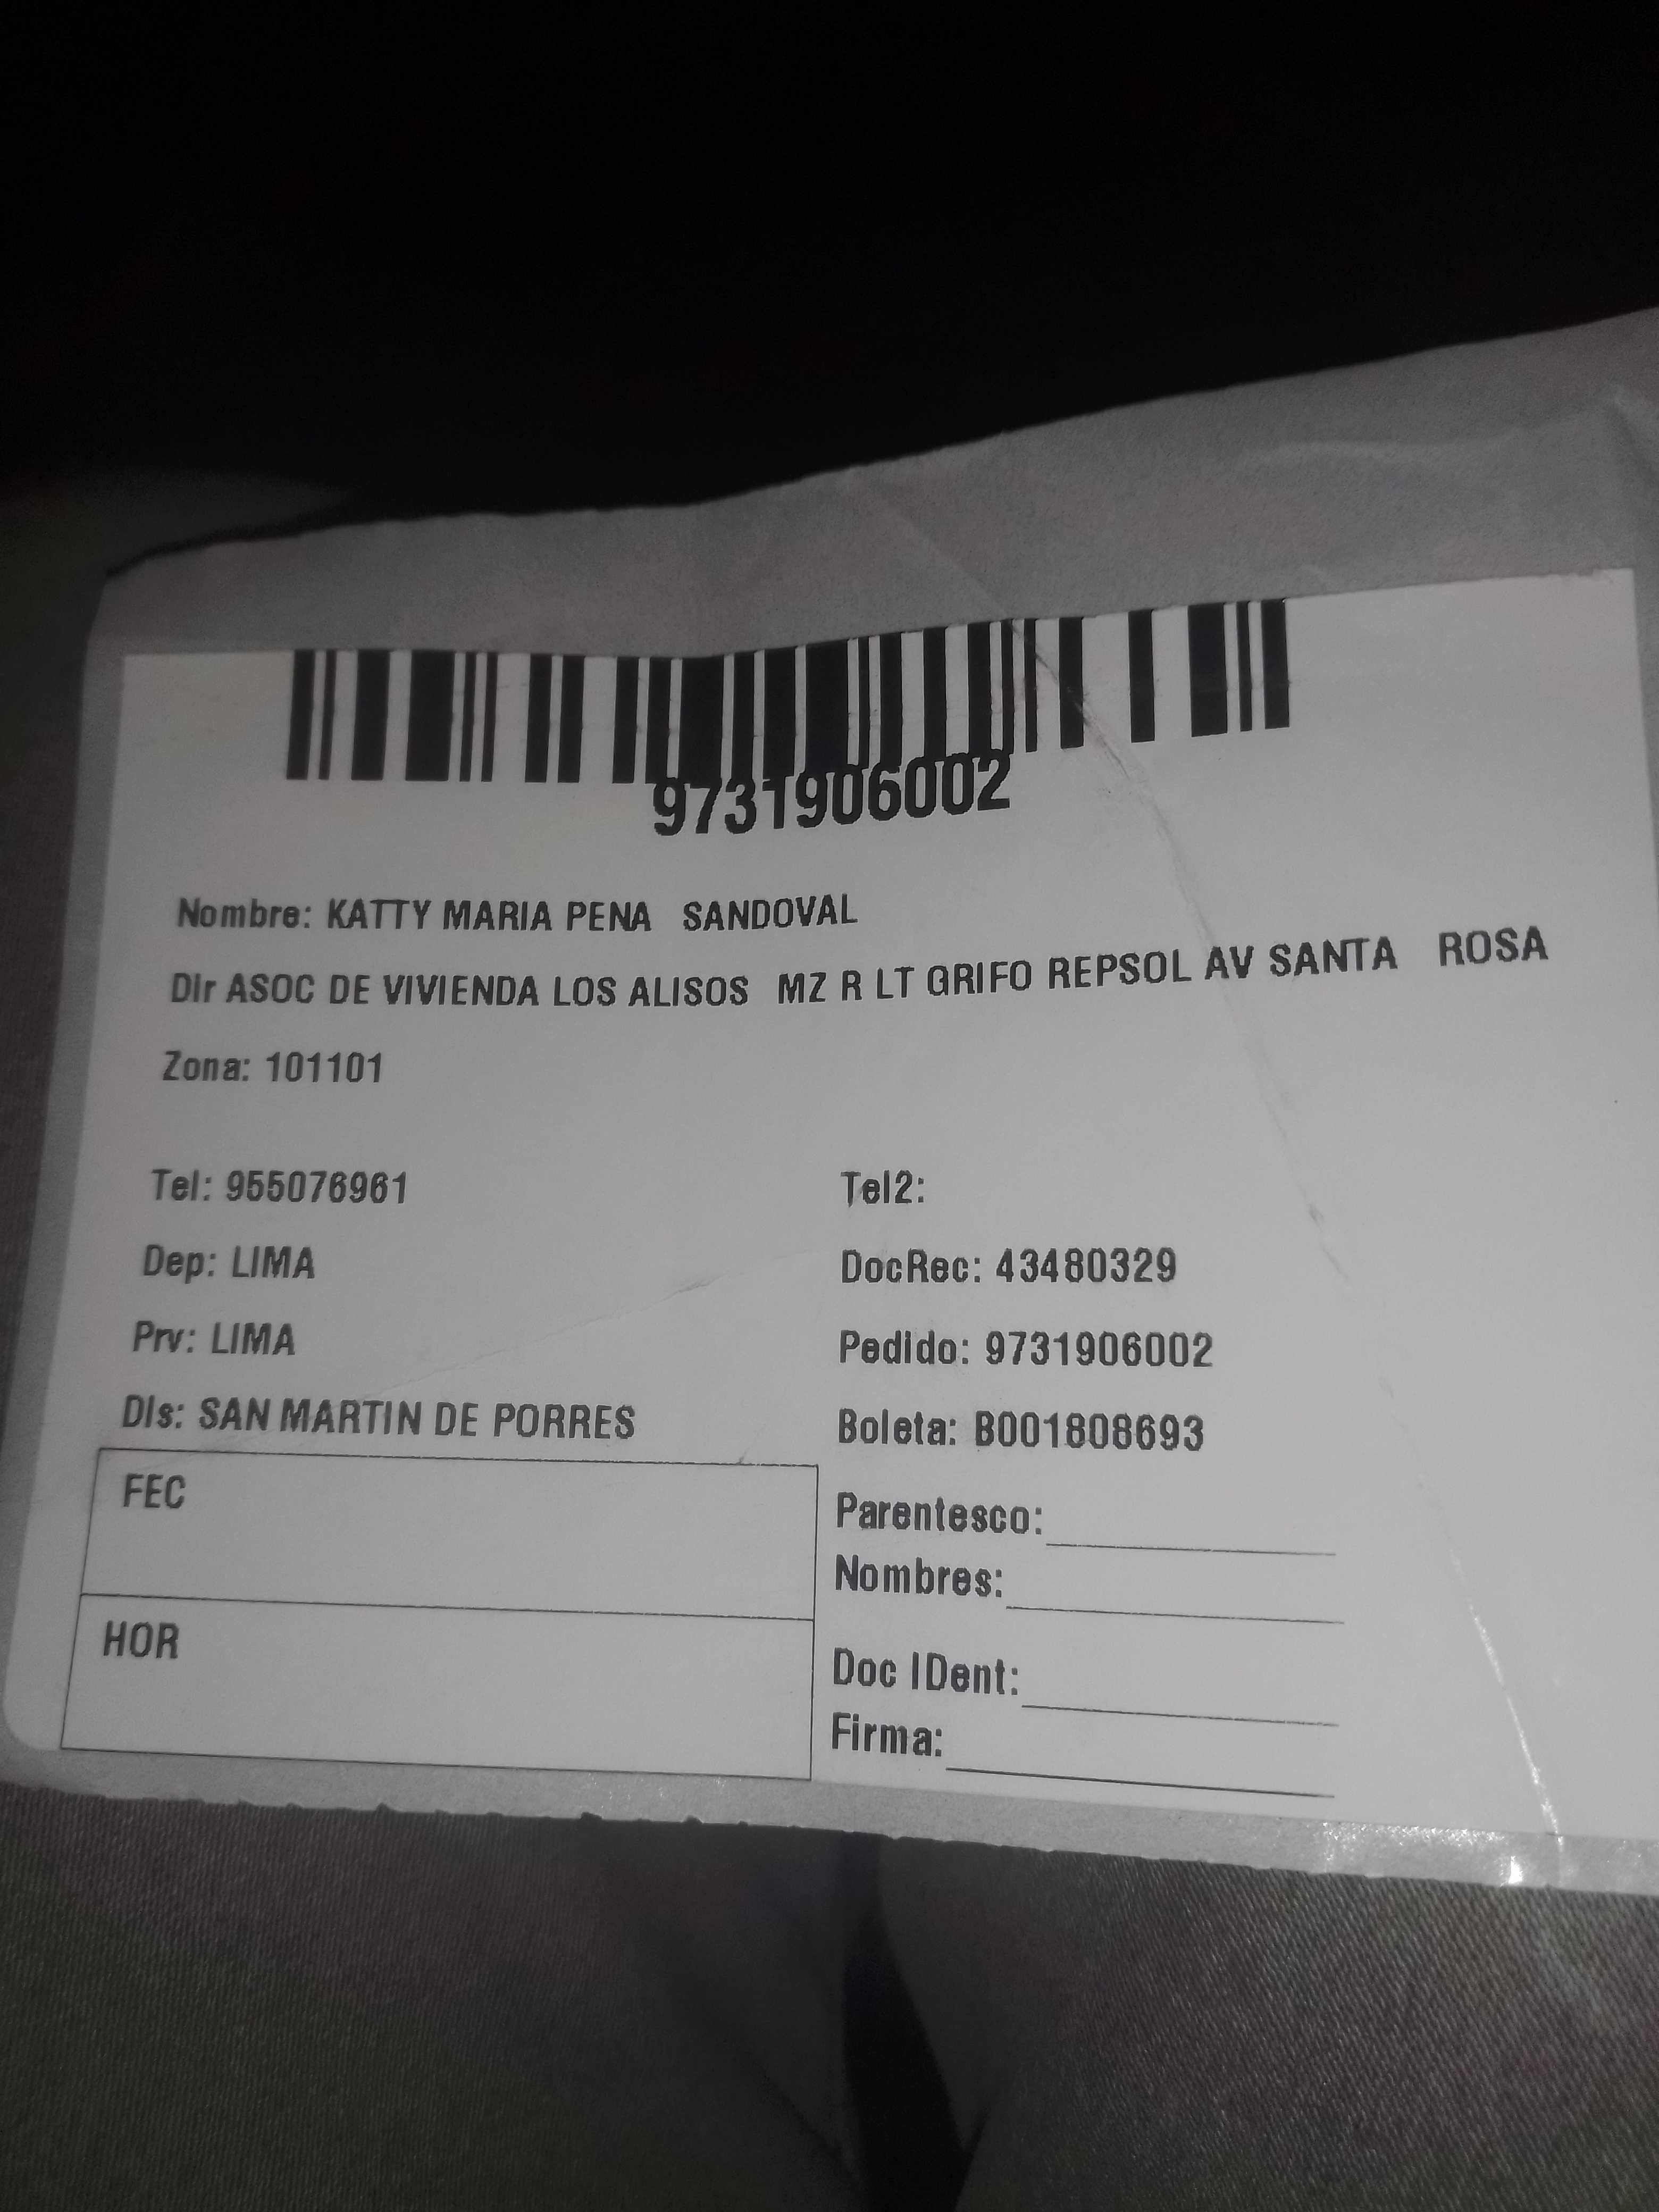 9731906002
Nombre: KATTY MARIA PENA SANDOVAL
Dir ASOC DE VIVIENDA LOS ALISOS MZ R LT GRIFO REPSOL AV SANTA ROSA
Zona: 101101
Tel: 955076961
Tel2:
Dep: LIMA
DocRec: 43480329
Prv: LIMA
Pedido: 9731906002
Dis: SAN MARTIN DE PORRES
Boleta: B001808693
FEC
Parentesco:
Nombres:
HOR
Doc IDent:
Firma: